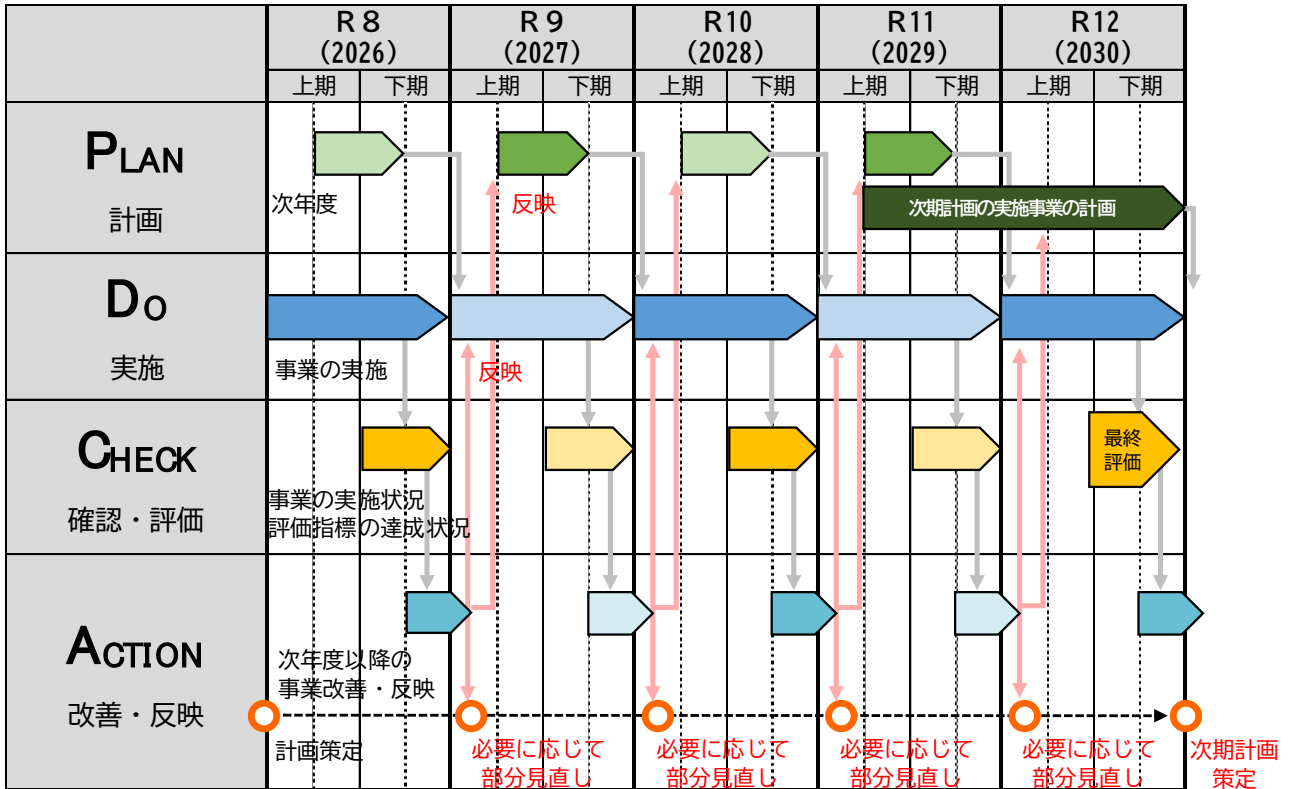 R8
(2026)
R9
(2027)
R10
(2028)
R11
(2029)
R12
(2030)
上期
下期
上期
下期
上期
下期
上期
下期
上期
下期
PLAN
計画
次年度
反映
次期計画の実施事業の計画
DO
実施
事業の実施
反映
CHECK
確認・評価
事業の実施状況
評価指標の達成状況
最終
評価
ACTION
改善・反映
次年度以降の
事業改善・反映
計画策定
必要に応じて
部分見直し
必要に応じて
部分見直し
必要に応じて
部分見直し
必要に応じて
部分見直し
次期計画
策定